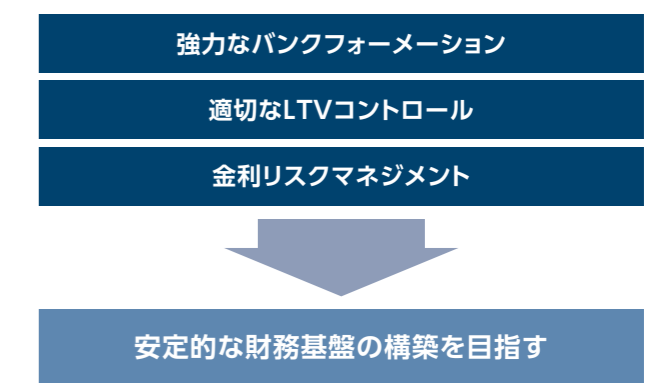 強力なバンクフォーメーション
適切なLTVコントロール
金利リスクマネジメント
安定的な財務基盤の構築を目指す